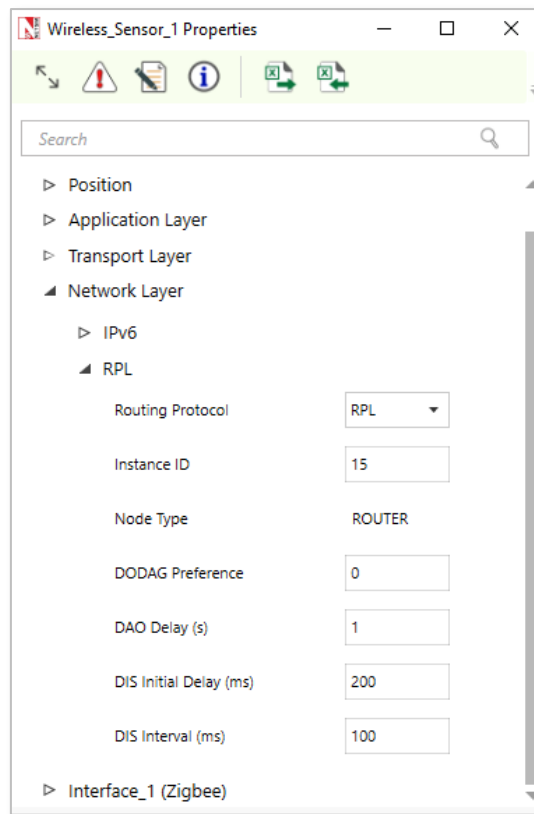 Wireless_Sensor_1 Properties
Search
Position
Application Layer
Transport Layer
Network Layer
IPv6
RPL
Routing Protocol RPL
Instance ID 15
Node Type ROUTER
DODAG Preference 0
DAO Delay (s) 1
DIS Initial Delay (ms) 200
DIS Interval (ms) 100
Interface_1 (Zigbee)